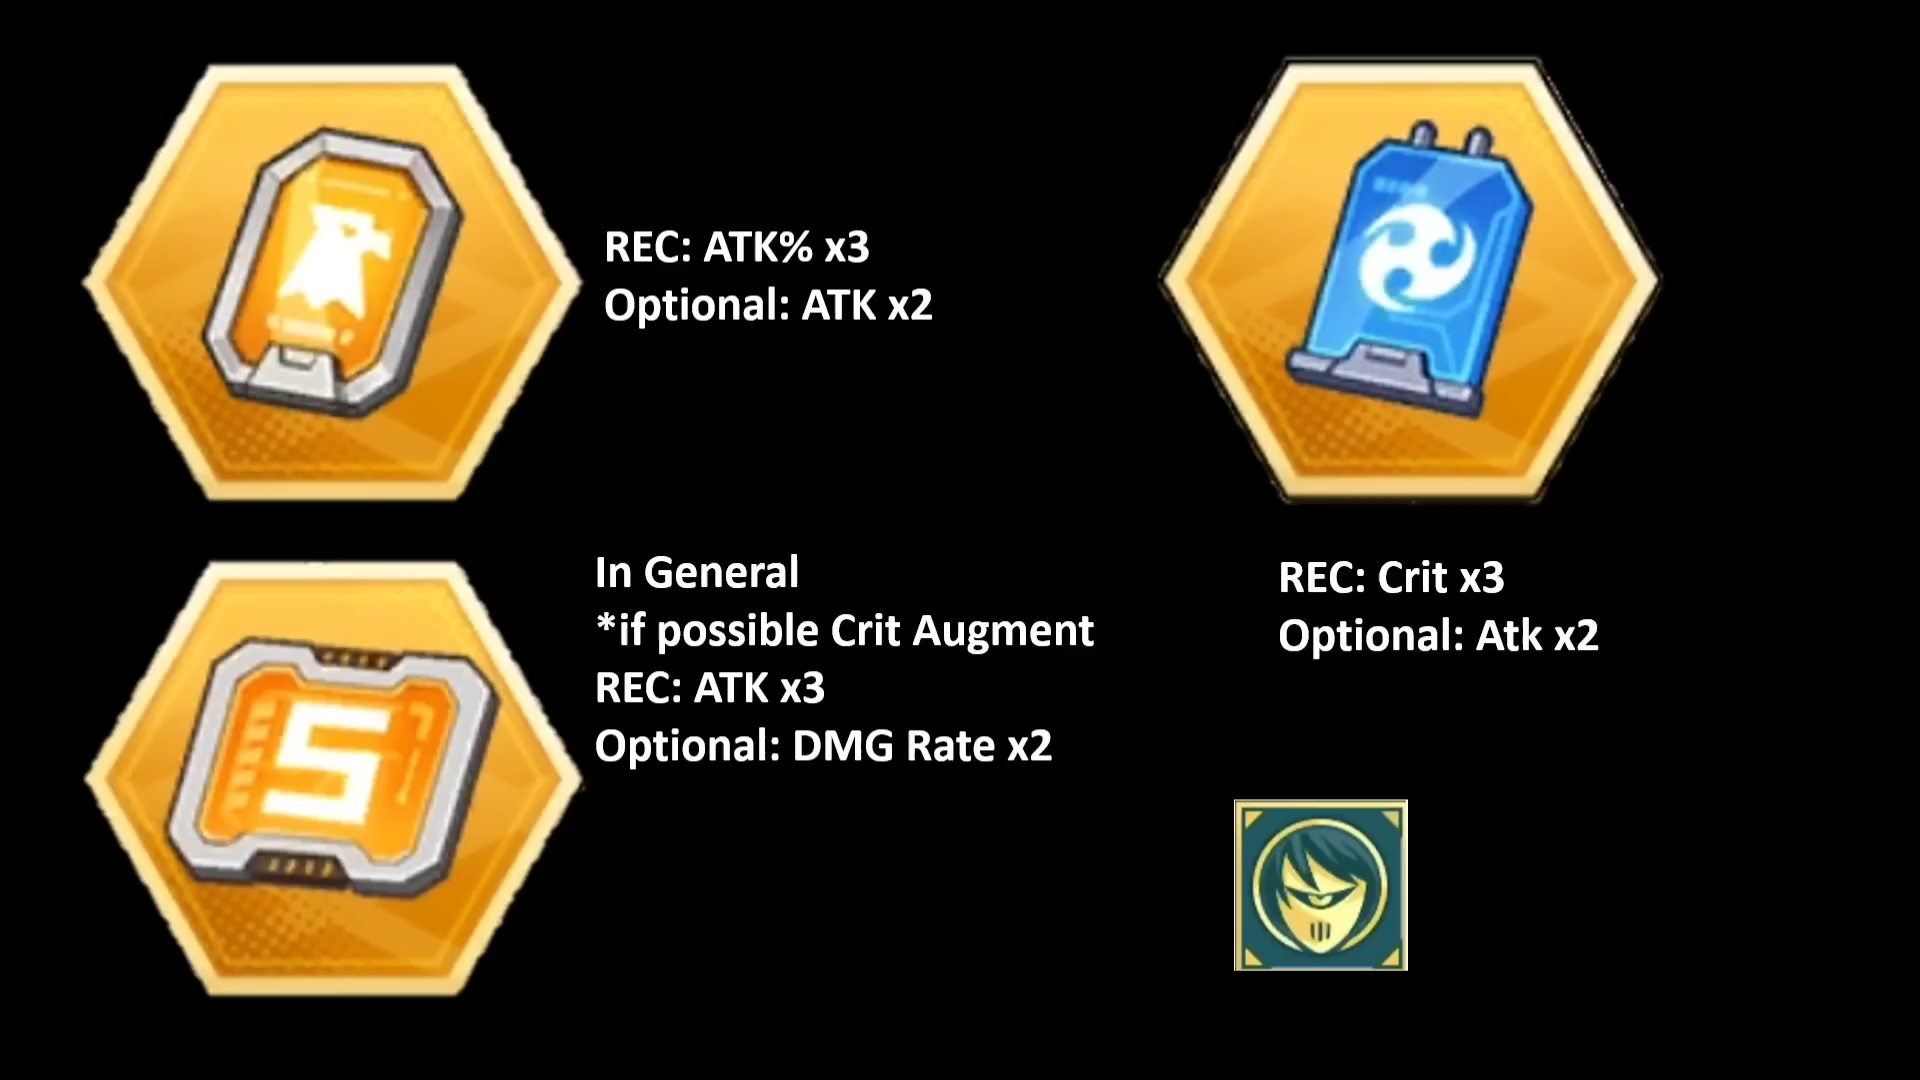 REC: ATK% x3
Optional: ATK x2
In General
*if possible Crit Augment
REC: ATK x3
Optional: DMG Rate x2
REC: Crit x3
Optional: Atk x2
S